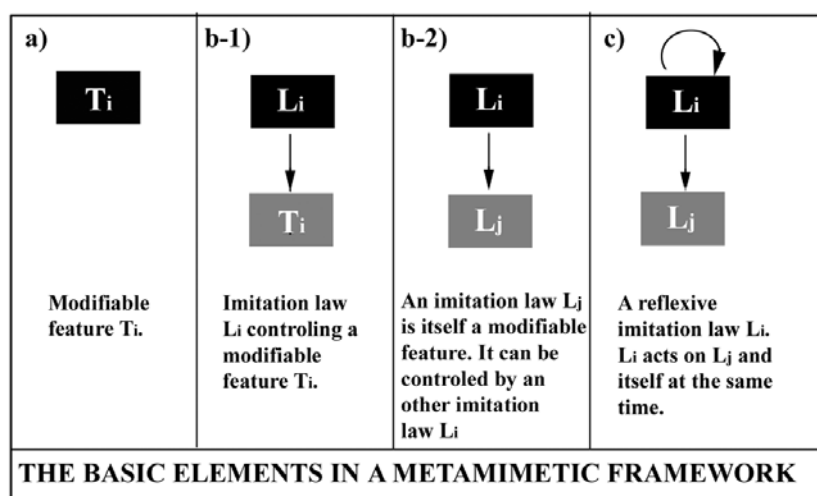 a)
Ti
Modifiable
feature Ti.
b-1)
Li
Ti
Imitation law
Li controling a
modifiable
feature Ti.
b-2)
Li
Lj
An imitation law Lj
is itself a modifiable
feature. It can be
controled by an
other imitation
law Li
c)
Li
Lj
A reflexive
imitation law Li.
Li acts on Lj and
itself at the same
time.
THE BASIC ELEMENTS IN A METAMIMETIC FRAMEWORK